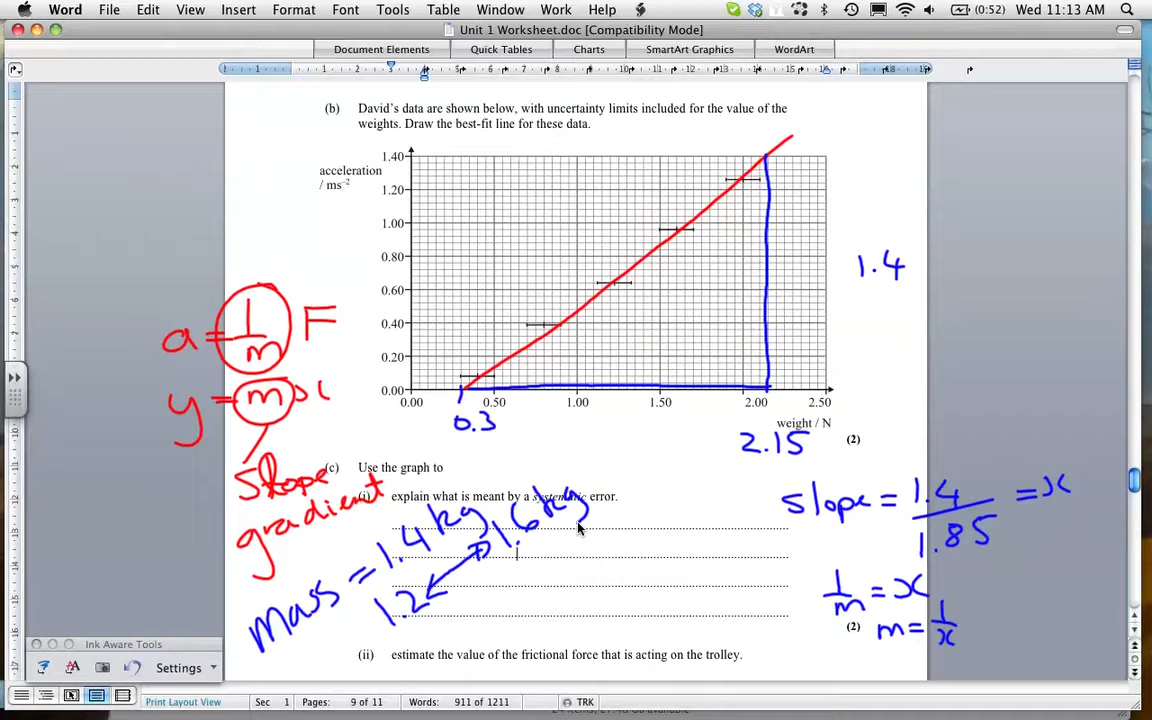 Word File Edit View Insert Format Font Tools Table Window Work Help (0:52) Wed 11:13 AM
Unit 1 Worksheet.doc [Compatibility Mode]
Document Elements Quick Tables Charts SmartArt Graphics WordArt
(b) David's data are shown below, with uncertainty limits included for the value of the
weights. Draw the best-fit line for these data.
acceleration
/ ms⁻²
1.40
1.20
1.00
0.80
0.60
0.40
0.20
0.00
0.00 0.50 1.00 1.50 2.00 2.50
weight / N
(2)
1.4
0.3
2.15
a = 1/m F
y = mx
slope
gradient
(c) Use the graph to
(i) explain what is meant by a systematic error.
mass = 1.4 kg
1.2 1.6 kg
slope = 1.4/1.85 = x
1/m = x
m = 1/x
(2)
(ii) estimate the value of the frictional force that is acting on the trolley.
Ink Aware Tools
Settings
Print Layout View Sec 1 Pages: 9 of 11 Words: 911 of 1211 TRK